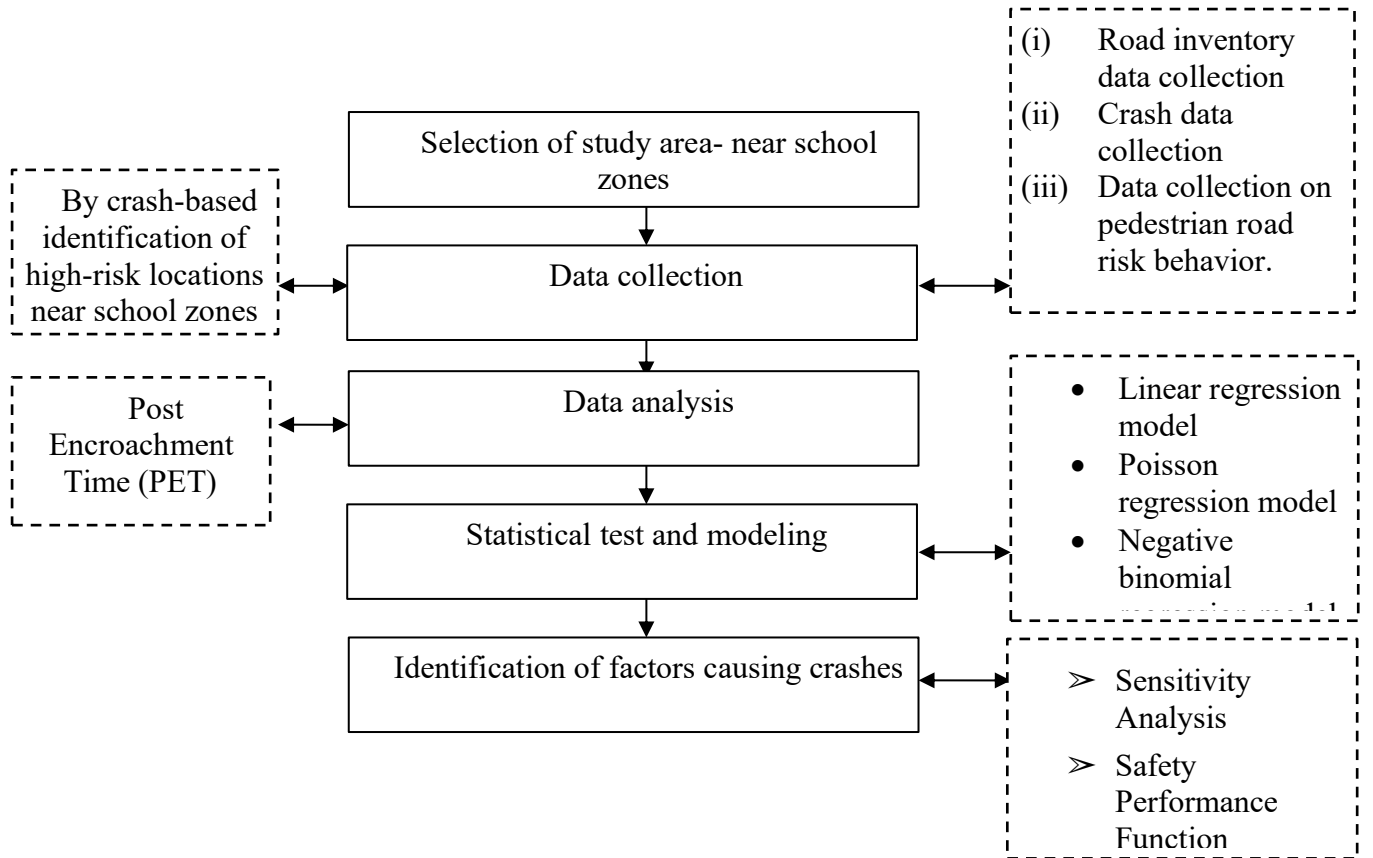 Selection of study area- near school
zones
By crash-based
identification of
high-risk locations
near school zones
Data collection
(i) Road inventory
data collection
(ii) Crash data
collection
(iii) Data collection on
pedestrian road
risk behavior.
Post
Encroachment
Time (PET)
Data analysis
Statistical test and modeling
• Linear regression
model
• Poisson
regression model
• Negative
binomial
Identification of factors causing crashes
➢ Sensitivity
Analysis
➢ Safety
Performance
Function